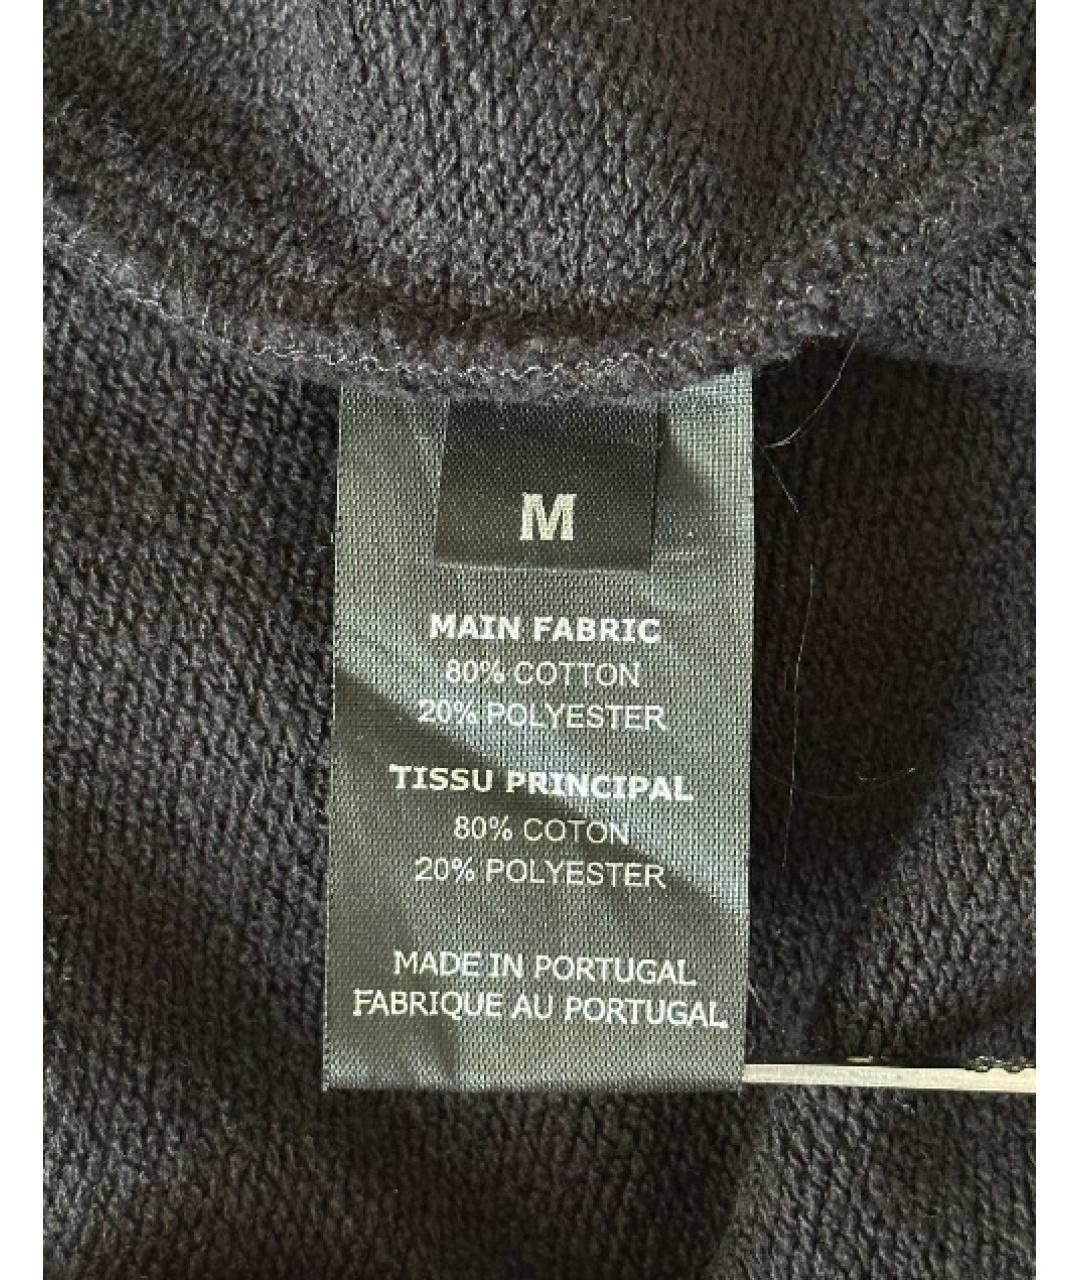 M
MAIN FABRIC
80% COTTON
20% POLYESTER
TISSU PRINCIPAL
80% COTON
20% POLYESTER
MADE IN PORTUGAL
FABRIQUE AU PORTUGAL